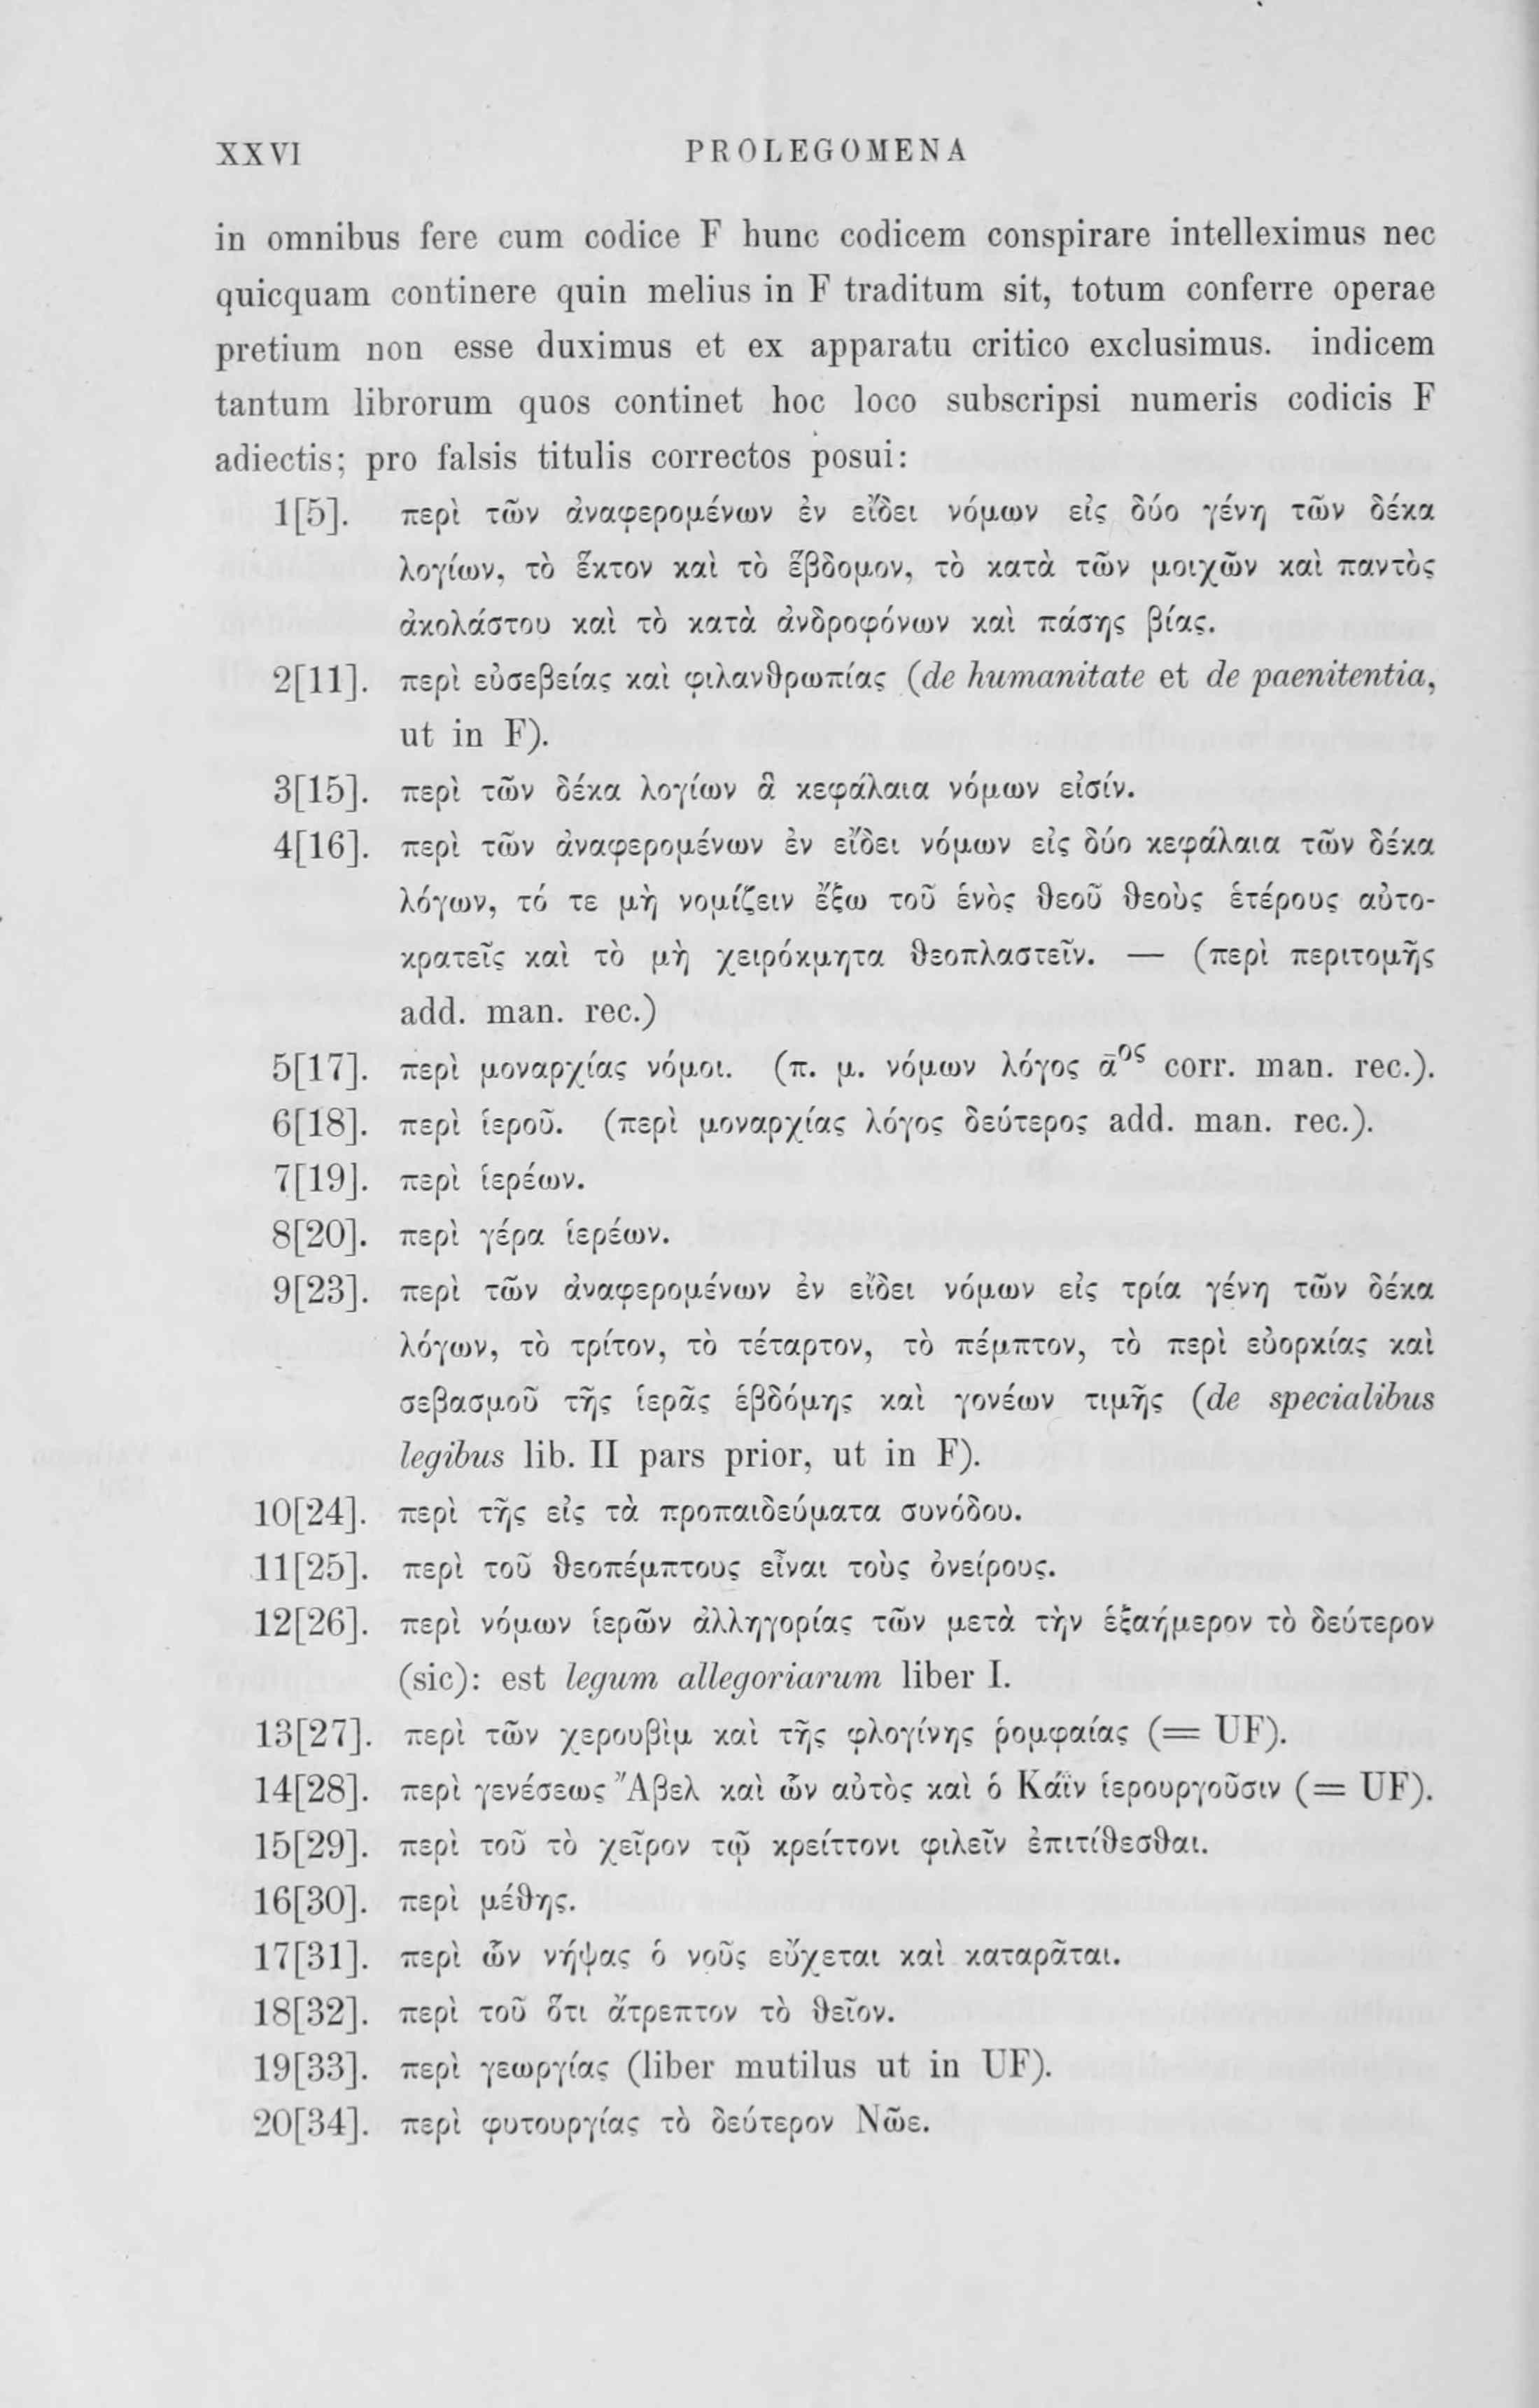 XXVI PROLEGOMENA
in omnibus fere cum codice F hunc codicem conspirare intelleximus nec
quicquam continere quin melius in F traditum sit, totum conferre operae
pretium non esse duximus et ex apparatu critico exclusimus. indicem
tantum librorum quos continet hoc loco subscripsi numeris codicis F
adiectis; pro falsis titulis correctos posui:
1[5]. περὶ τῶν ἀναφερομένων ἐν εἴδει νόμων εἰς δύο γένη τῶν δέκα
λογίων, τὸ ἕκτον καὶ τὸ ἕβδομον, τὸ κατὰ τῶν μοιχῶν καὶ παντὸς
ἀκολάστου καὶ τὸ κατὰ ἀνδροφόνων καὶ πάσης βίας.
2[11]. περὶ εὐσεβείας καὶ φιλανθρωπίας (de humanitate et de paenitentia,
ut in F).
3[15]. περὶ τῶν δέκα λογίων ἃ κεφάλαια νόμων εἰσίν.
4[16]. περὶ τῶν ἀναφερομένων ἐν εἴδει νόμων εἰς δύο κεφάλαια τῶν δέκα
λόγων, τό τε μὴ νομίζειν ἔξω τοῦ ἑνὸς θεοῦ θεοὺς ἑτέρους αὐτο-
κρατεῖς καὶ τὸ μὴ χειρόκμητα θεοπλαστεῖν. — (περὶ περιτομῆς
add. man. rec.)
5[17]. περὶ μοναρχίας νόμοι. (π. μ. νόμων λόγος ᾱος corr. man. rec.).
6[18]. περὶ ἱεροῦ. (περὶ μοναρχίας λόγος δεύτερος add. man. rec.).
7[19]. περὶ ἱερέων.
8[20]. περὶ γέρα ἱερέων.
9[23]. περὶ τῶν ἀναφερομένων ἐν εἴδει νόμων εἰς τρία γένη τῶν δέκα
λόγων, τὸ τρίτον, τὸ τέταρτον, τὸ πέμπτον, τὸ περὶ εὐορκίας καὶ
σεβασμοῦ τῆς ἱερᾶς ἑβδόμης καὶ γονέων τιμῆς (de specialibus
legibus lib. II pars prior, ut in F).
10[24]. περὶ τῆς εἰς τὰ προπαιδεύματα συνόδου.
11[25]. περὶ τοῦ θεοπέμπτους εἶναι τοὺς ὀνείρους.
12[26]. περὶ νόμων ἱερῶν ἀλληγορίας τῶν μετὰ τὴν ἑξαήμερον τὸ δεύτερον
(sic): est legum allegoriarum liber I.
13[27]. περὶ τῶν χερουβὶμ καὶ τῆς φλογίνης ῥομφαίας (= UF).
14[28]. περὶ γενέσεως Ἄβελ καὶ ὧν αὐτὸς καὶ ὁ Κάϊν ἱερουργοῦσιν (= UF).
15[29]. περὶ τοῦ τὸ χεῖρον τῷ κρείττονι φιλεῖν ἐπιτίθεσθαι.
16[30]. περὶ μέθης.
17[31]. περὶ ὧν νήψας ὁ νοῦς εὔχεται καὶ καταρᾶται.
18[32]. περὶ τοῦ ὅτι ἄτρεπτον τὸ θεῖον.
19[33]. περὶ γεωργίας (liber mutilus ut in UF).
20[34]. περὶ φυτουργίας τὸ δεύτερον Νῶε.